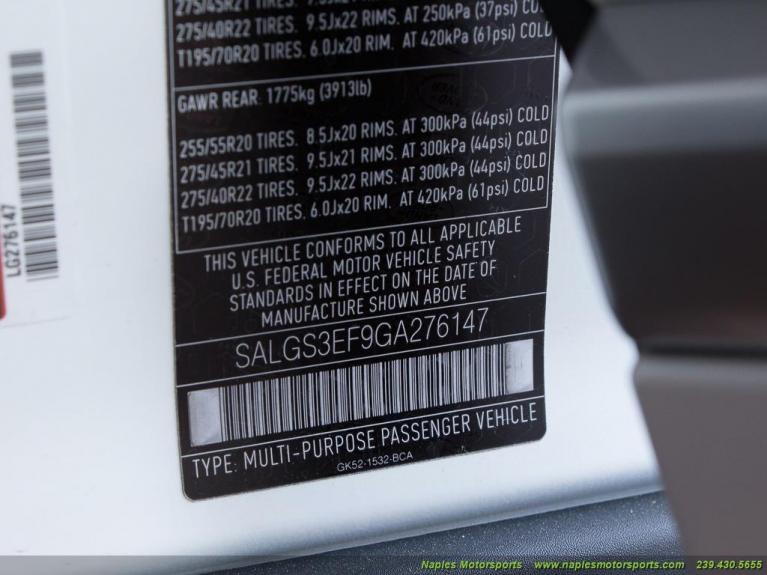 275/45R21 TIRES.
275/40R22 TIRES. 9.5Jx22 RIMS. AT 250kPa (37psi) COL
T195/70R20 TIRES. 6.0Jx20 RIM. AT 420kPa (61psi) COL
GAWR REAR: 1775kg (3913lb)
255/55R20 TIRES. 8.5Jx20 RIMS. AT 300kPa (44psi) COLD
275/45R21 TIRES. 9.5Jx21 RIMS. AT 300kPa (44psi) COLD
275/40R22 TIRES. 9.5Jx22 RIMS. AT 300kPa (44psi) COLD
T195/70R20 TIRES. 6.0Jx20 RIM. AT 420kPa (61psi) COLD
THIS VEHICLE CONFORMS TO ALL APPLICABLE
U.S. FEDERAL MOTOR VEHICLE SAFETY
STANDARDS IN EFFECT ON THE DATE OF
MANUFACTURE SHOWN ABOVE
SALGS3EF9GA276147
TYPE: MULTI-PURPOSE PASSENGER VEHICLE
GK52-1532-BCA
LG276147
Naples Motorsports - www.naplesmotorsports.com - 239.430.5655